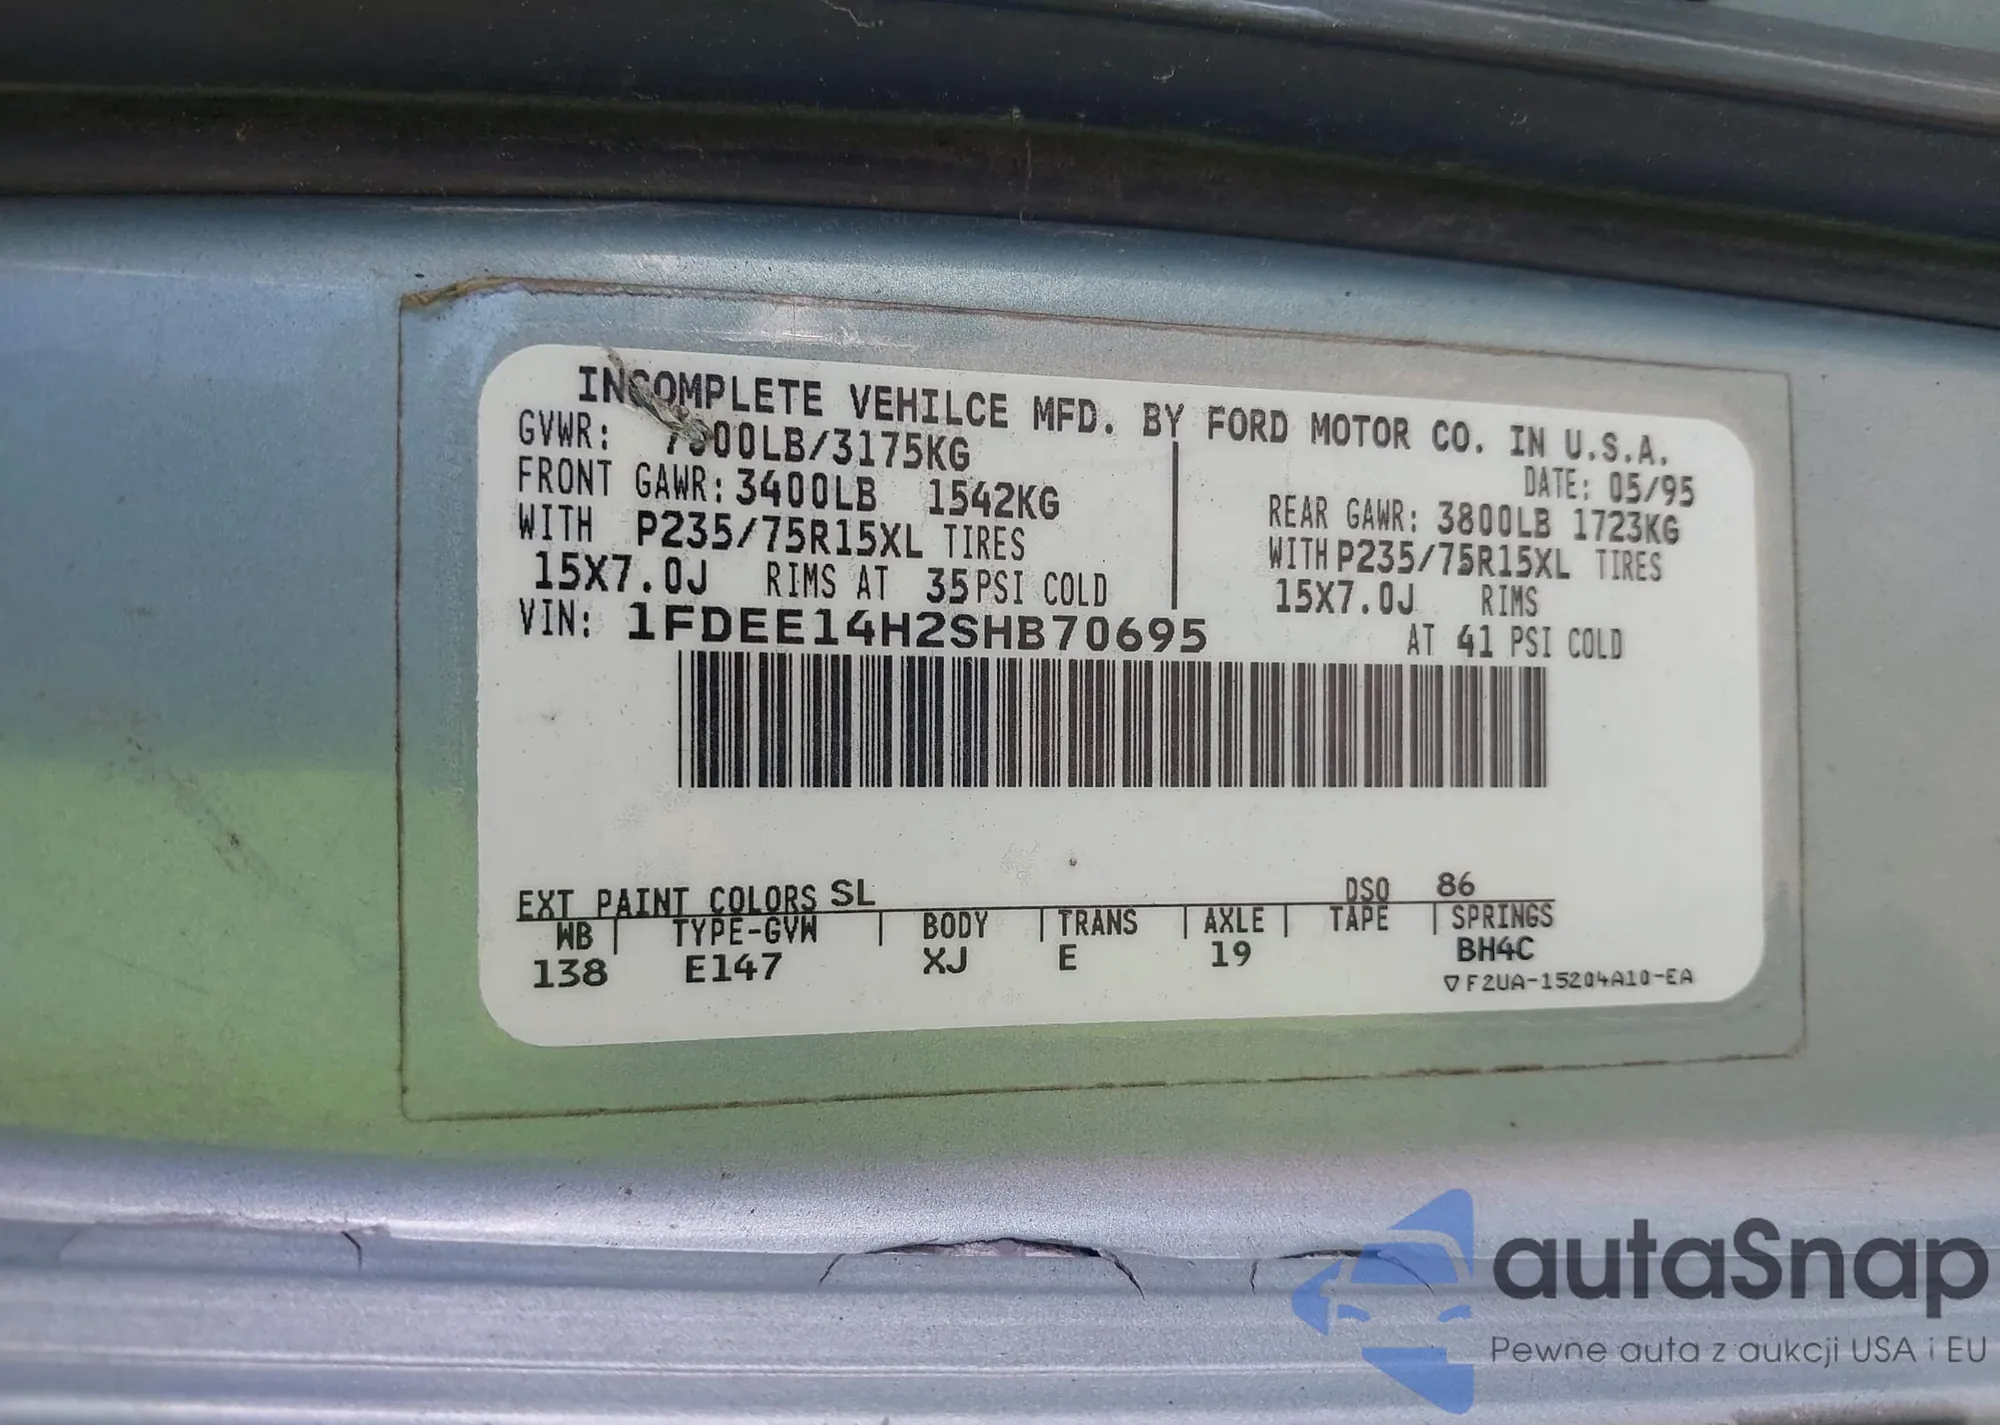 INCOMPLETE VEHILCE MFD. BY FORD MOTOR CO. IN U.S.A.
GVWR: 7000LB/3175KG
DATE: 05/95
FRONT GAWR: 3400LB 1542KG
REAR GAWR: 3800LB 1723KG
WITH P235/75R15XL TIRES
WITH P235/75R15XL TIRES
15X7.0J RIMS AT 35 PSI COLD
15X7.0J RIMS
AT 41 PSI COLD
VIN: 1FDEE14H2SHB70695
EXT PAINT COLORS SL DSO 86
WB TYPE-GVW BODY TRANS AXLE TAPE SPRINGS
138 E147 XJ E 19 BH4C
▽F2UA-15204A10-EA
autaSnap
Pewne auta z aukcji USA i EU